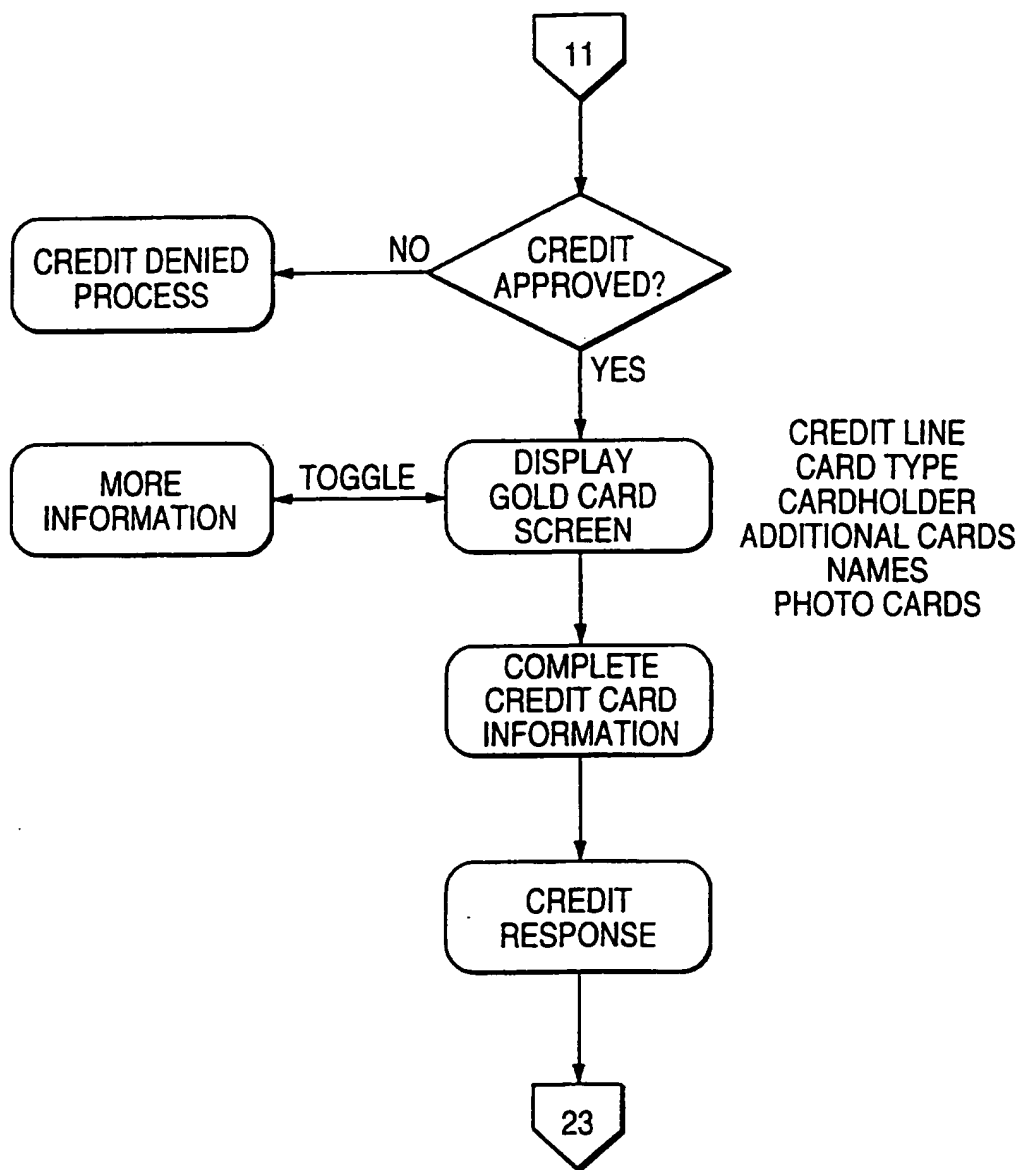 11
CREDIT
APPROVED?
NO
CREDIT DENIED
PROCESS
YES
DISPLAY
GOLD CARD
SCREEN
TOGGLE
MORE
INFORMATION
CREDIT LINE
CARD TYPE
CARDHOLDER
ADDITIONAL CARDS
NAMES
PHOTO CARDS
COMPLETE
CREDIT CARD
INFORMATION
CREDIT
RESPONSE
23